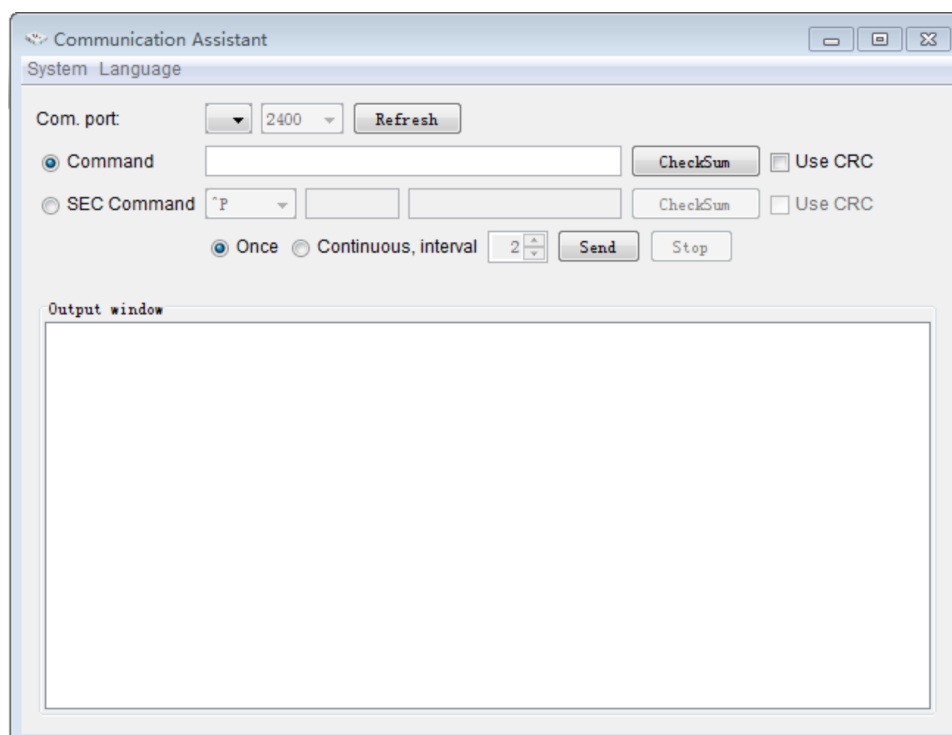 Communication Assistant
System Language
Com. port: 2400 Refresh
Command CheckSum Use CRC
SEC Command ^P CheckSum Use CRC
Once Continuous, interval 2 Send Stop
Output window